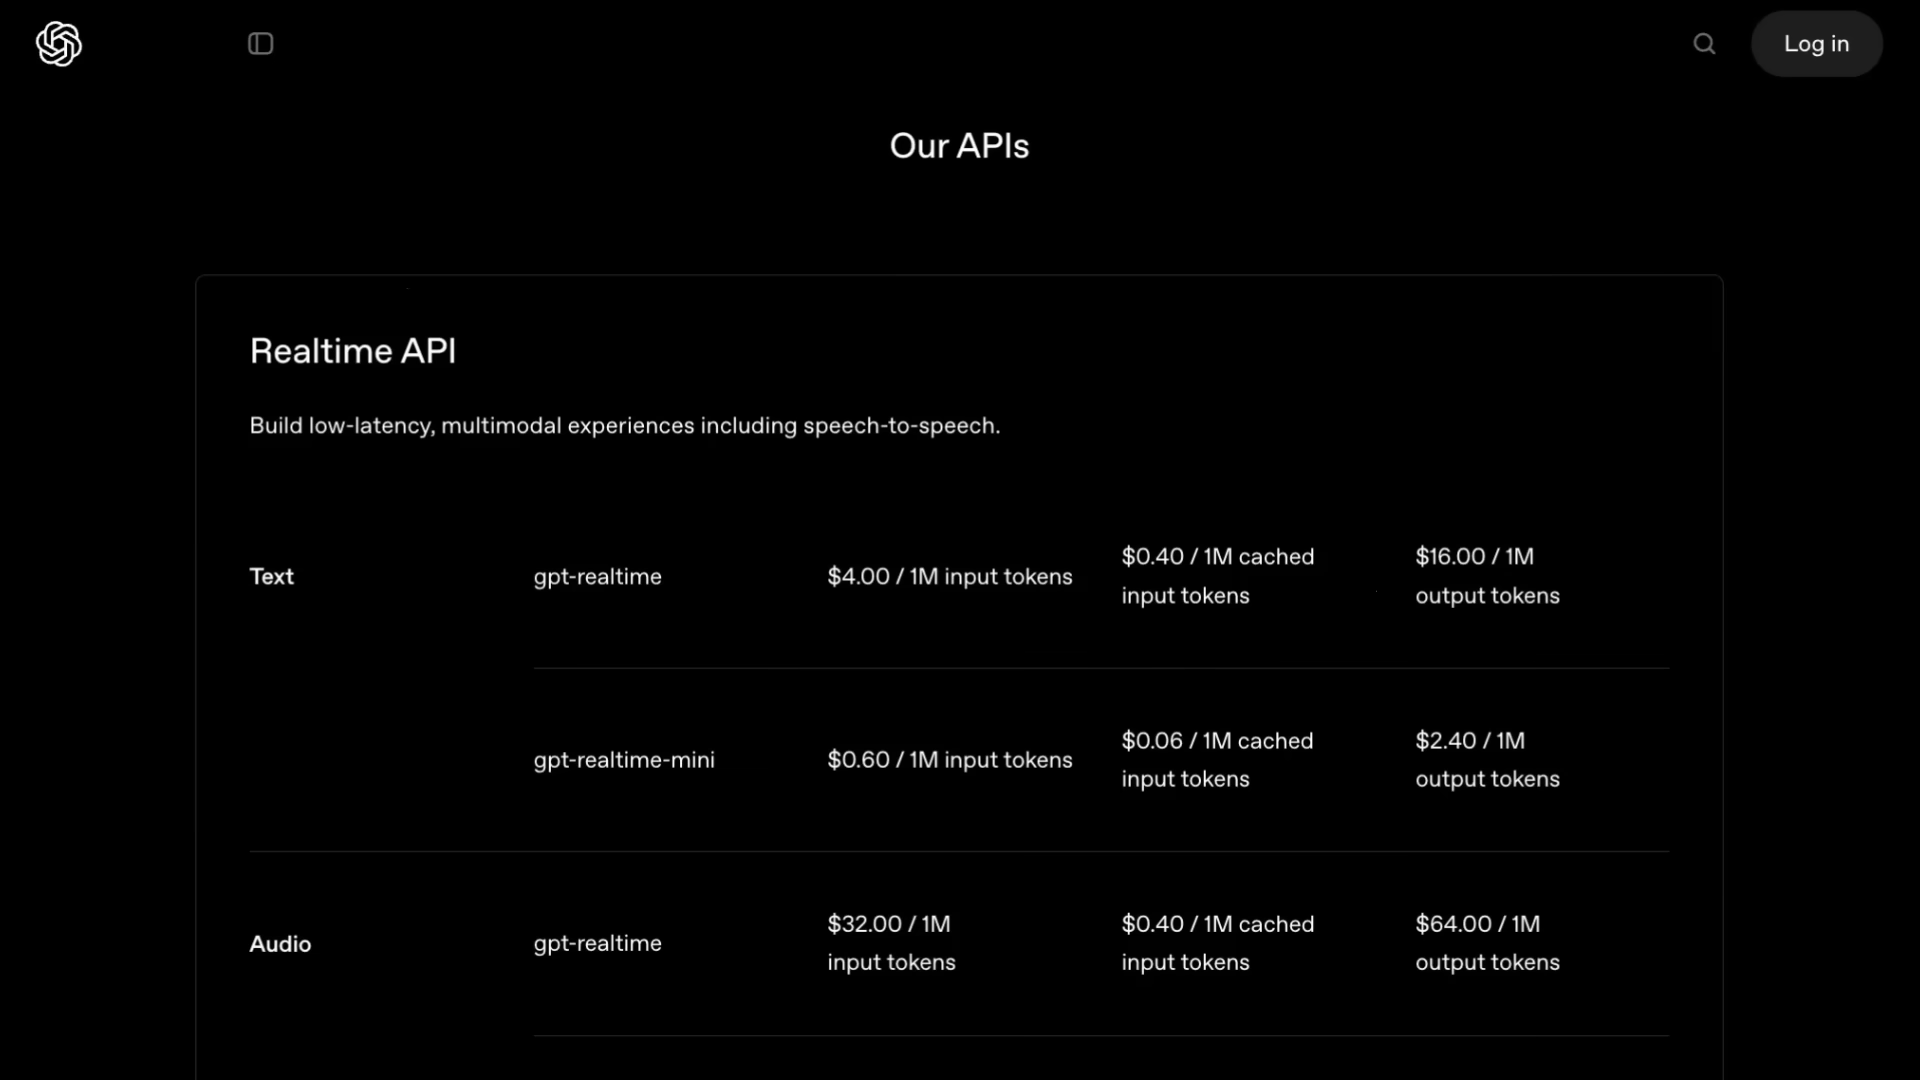 Log in
Our APIs
Realtime API
Build low-latency, multimodal experiences including speech-to-speech.
Text
gpt-realtime
$4.00 / 1M input tokens
$0.40 / 1M cached
input tokens
$16.00 / 1M
output tokens
gpt-realtime-mini
$0.60 / 1M input tokens
$0.06 / 1M cached
input tokens
$2.40 / 1M
output tokens
Audio
gpt-realtime
$32.00 / 1M
input tokens
$0.40 / 1M cached
input tokens
$64.00 / 1M
output tokens